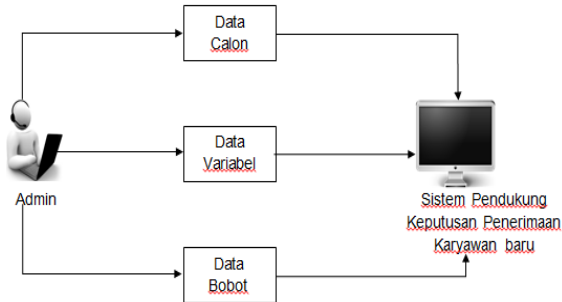 Data
Calon
Data
Variabel
Admin
Sistem Pendukung
Keputusan Penerimaan
Karyawan baru
Data
Bobot